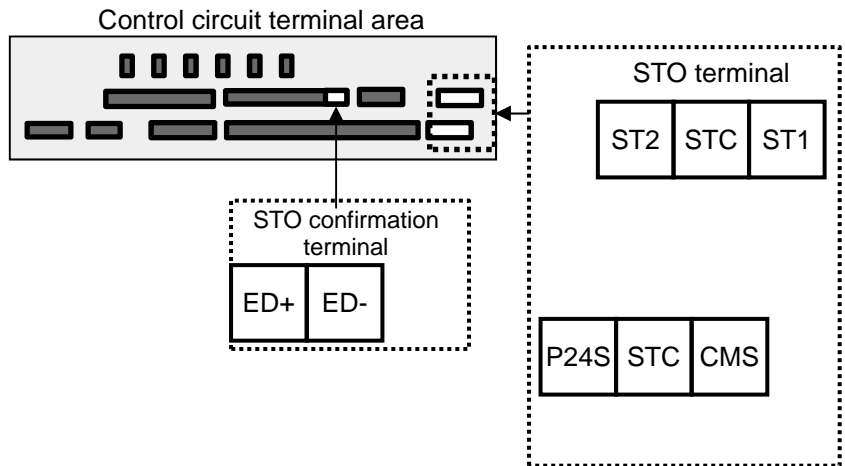 Control circuit terminal area
STO terminal
ST2 STC ST1
STO confirmation
terminal
ED+ ED-
P24S STC CMS